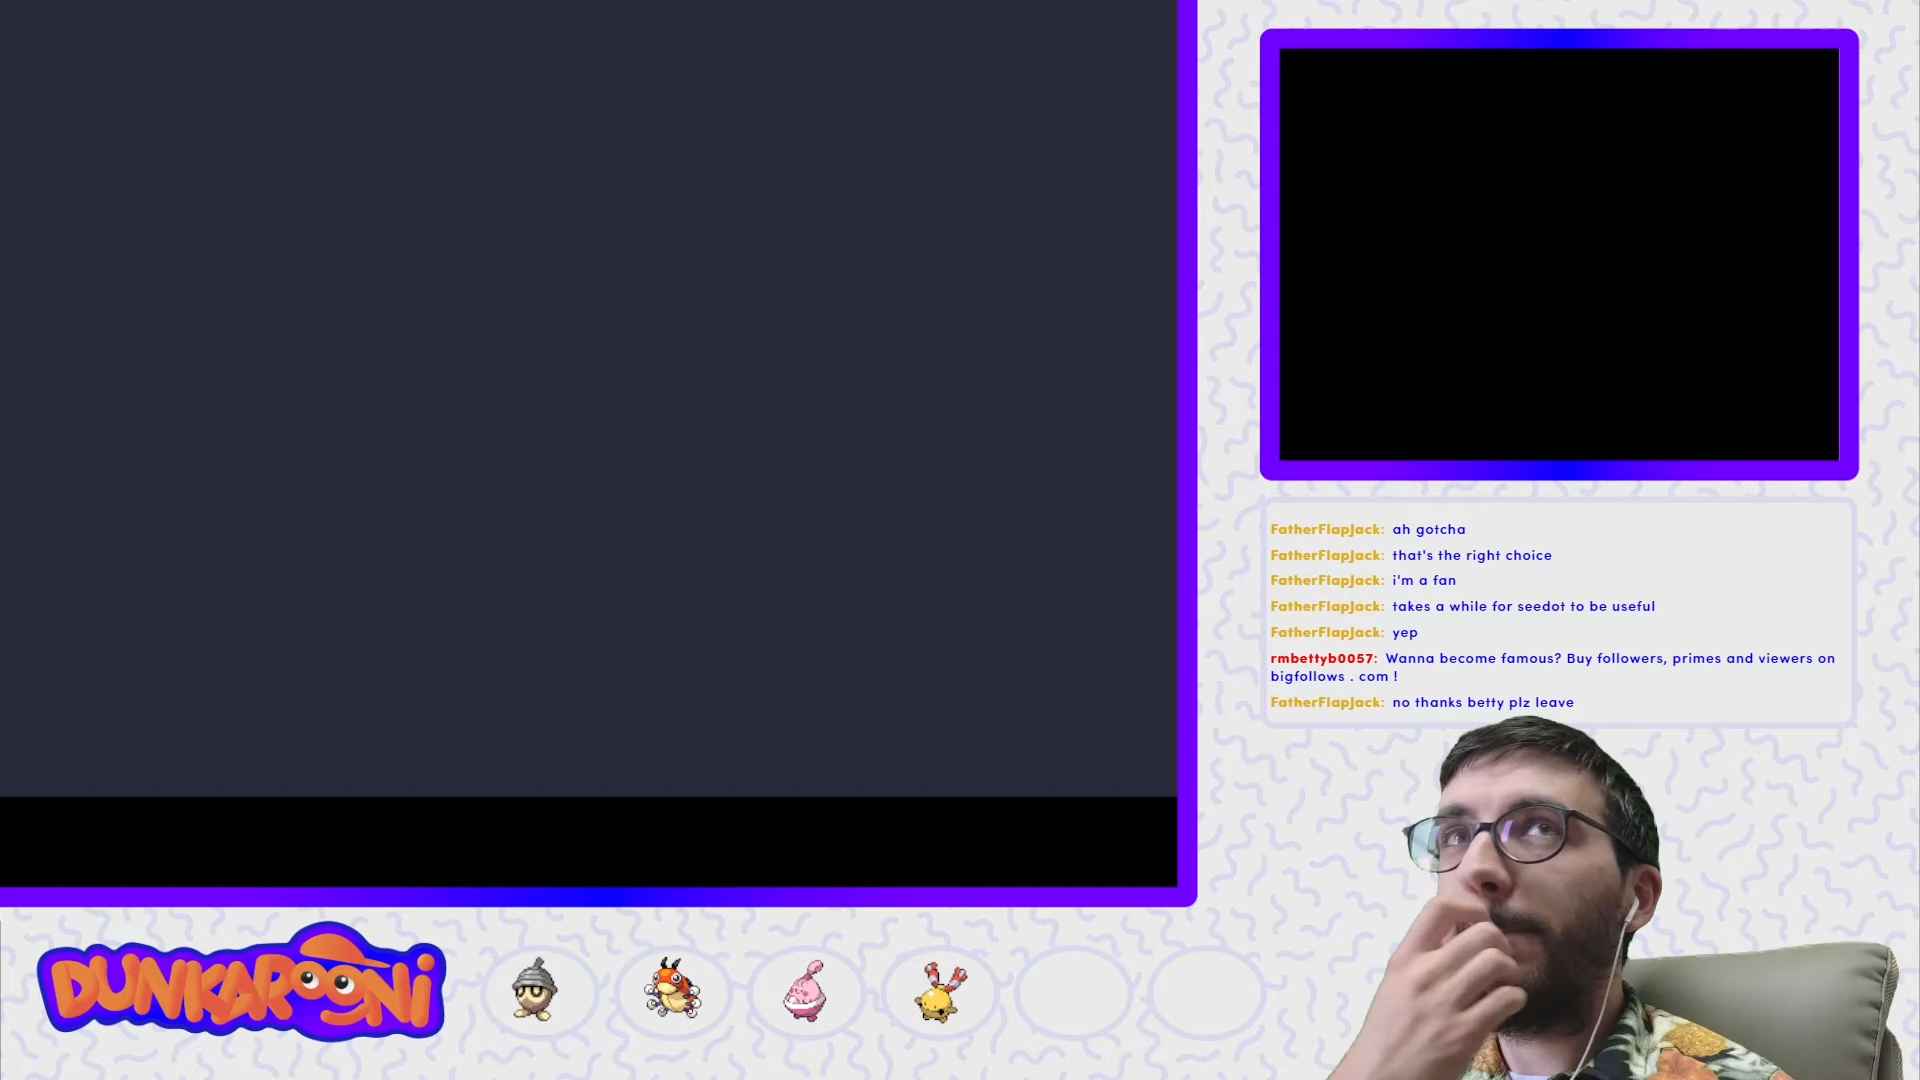 FatherFlapJack: ah gotcha
FatherFlapJack: that's the right choice
FatherFlapJack: i'm a fan
FatherFlapJack: takes a while for seedot to be useful
FatherFlapJack: yep
rmbettyb0057: Wanna become famous? Buy followers, primes and viewers on
bigfollows . com !
FatherFlapJack: no thanks betty plz leave
DUNKAROONi